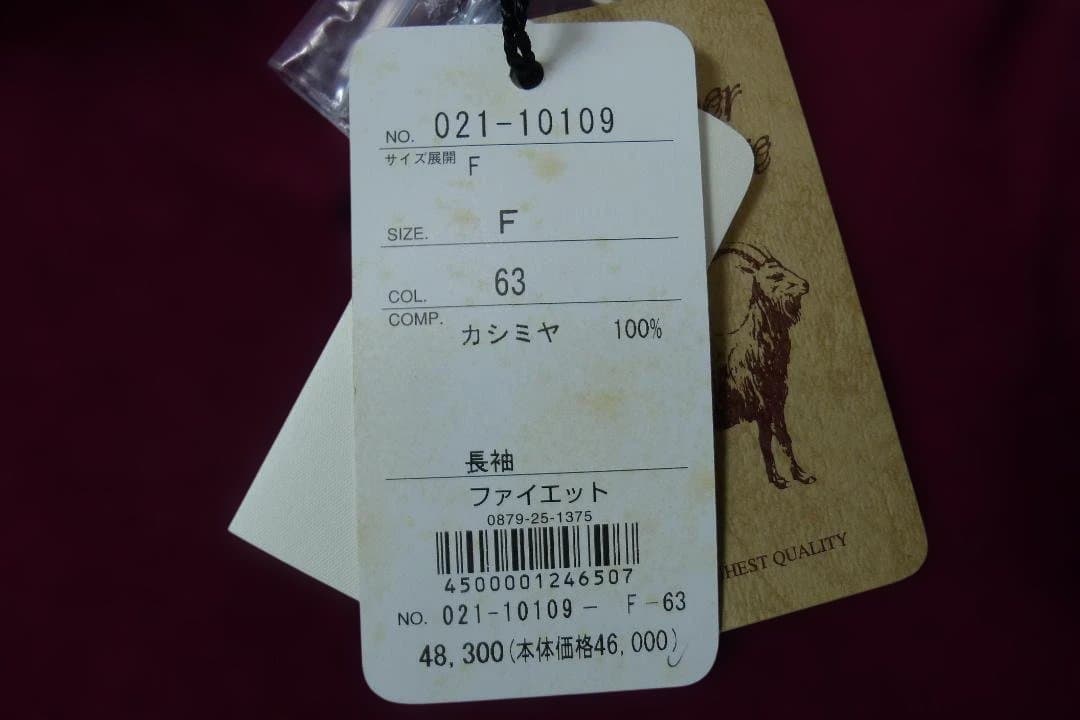 NO. 021-10109
サイズ展開 F
SIZE. F
COL. 63
COMP. カシミヤ 100%
長袖
ファイエット
0879-25-1375
4500001246507
NO. 021-10109- F-63
48,300(本体価格46,000)
QUALITY